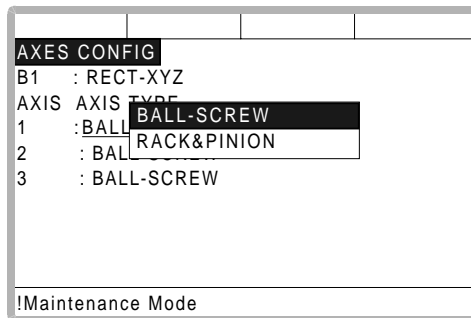 AXES CONFIG
B1 : RECT-XYZ
AXIS AXIS TYPE
1 :BALL
BALL-SCREW
RACK&PINION
2 : BALL-SCREW
3 : BALL-SCREW
!Maintenance Mode